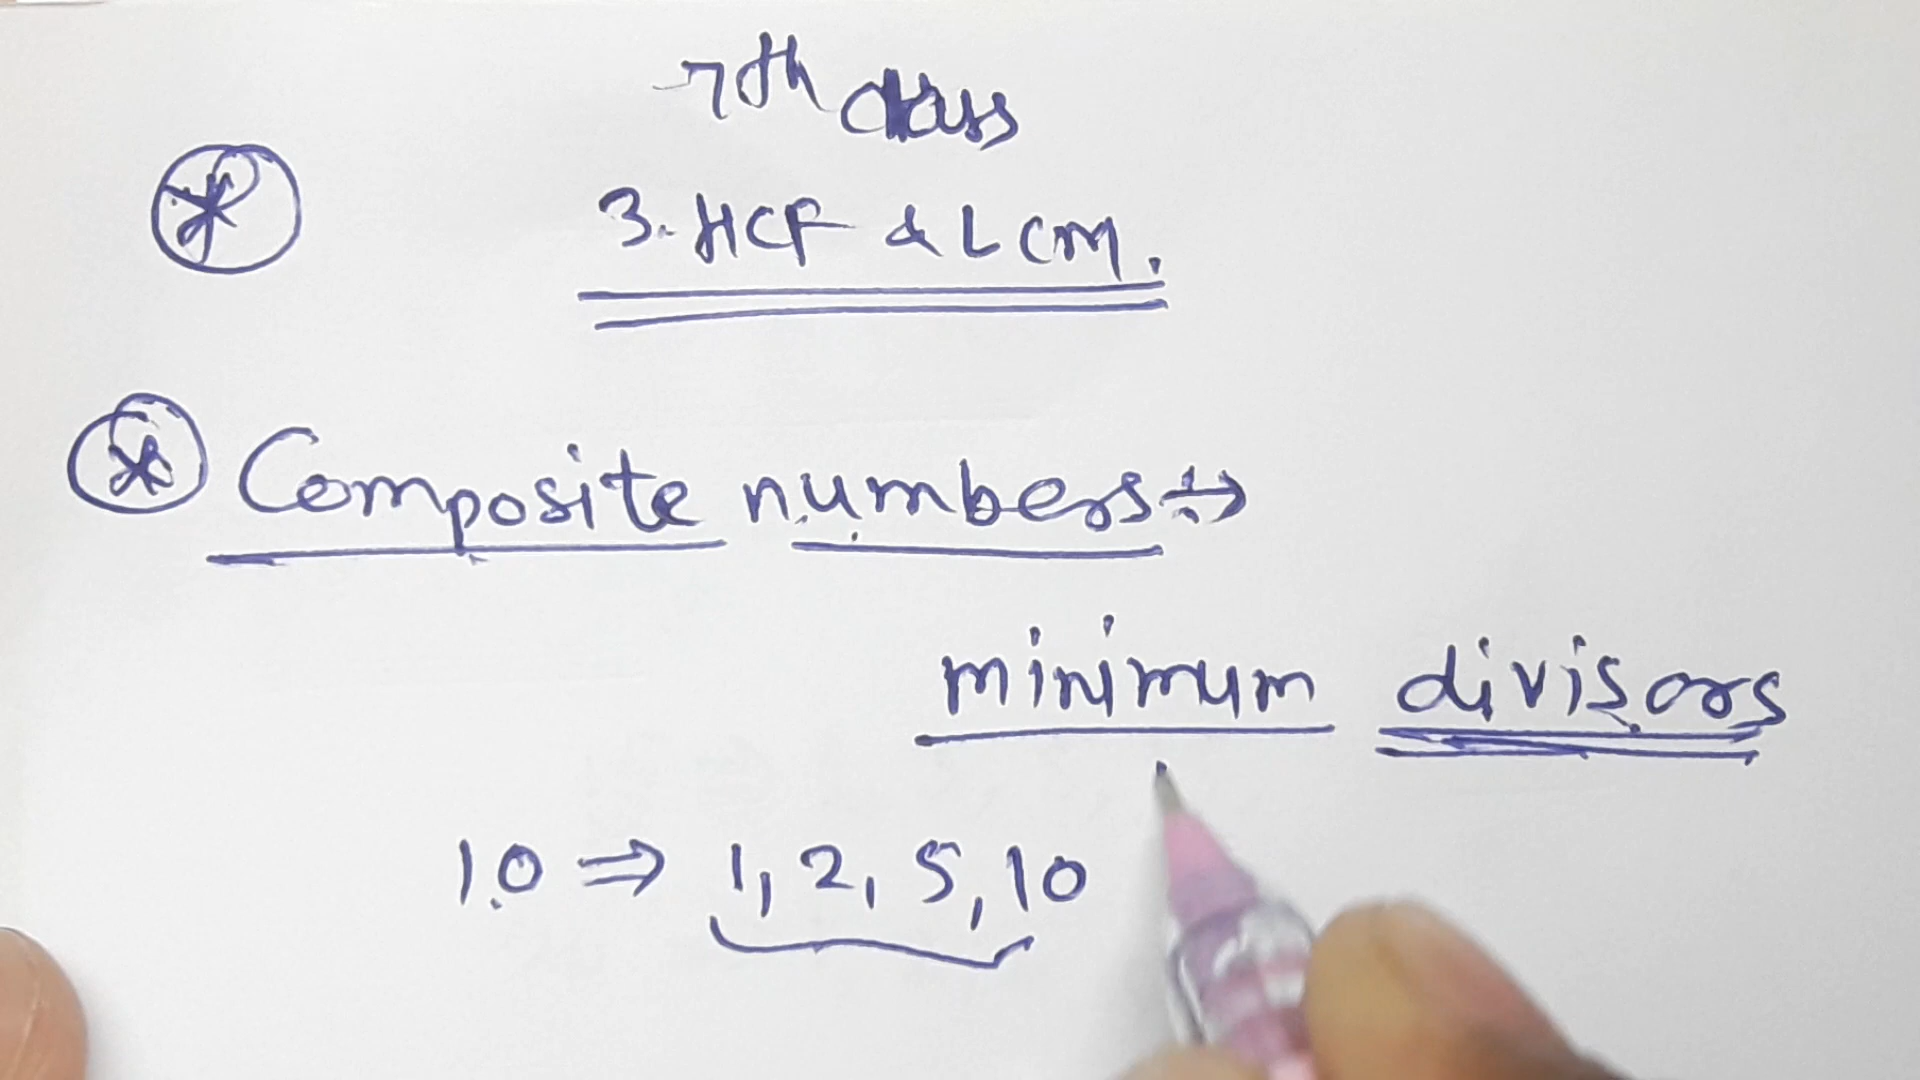 7th class
3. HCF & LCM.
Composite numbers :→
minimum divisors
10 ⇒ 1, 2, 5, 10